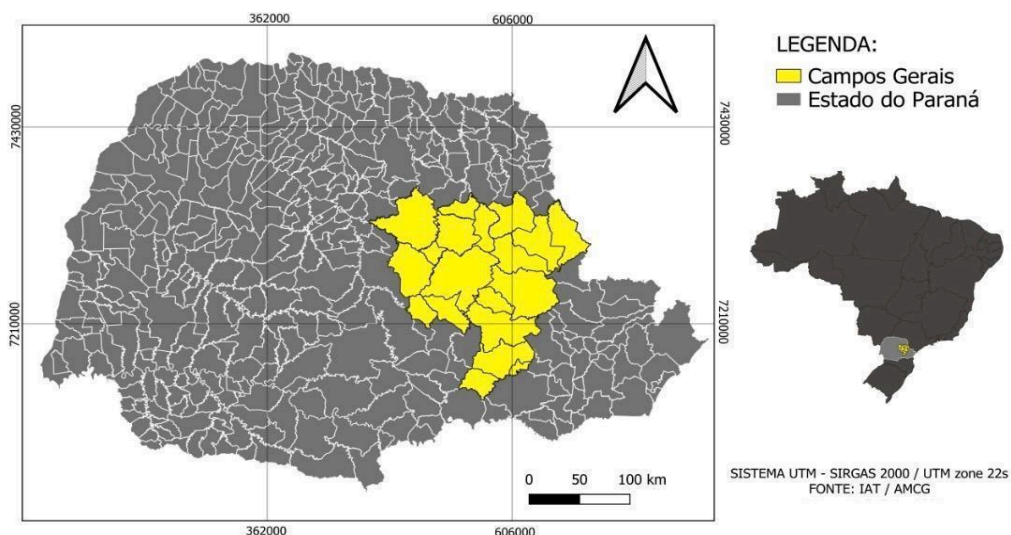 362000
606000
7430000
7430000
7210000
7210000
362000
606000
0 50 100 km
LEGENDA:
Campos Gerais
Estado do Paraná
SISTEMA UTM - SIRGAS 2000 / UTM zone 22s
FONTE: IAT / AMCG